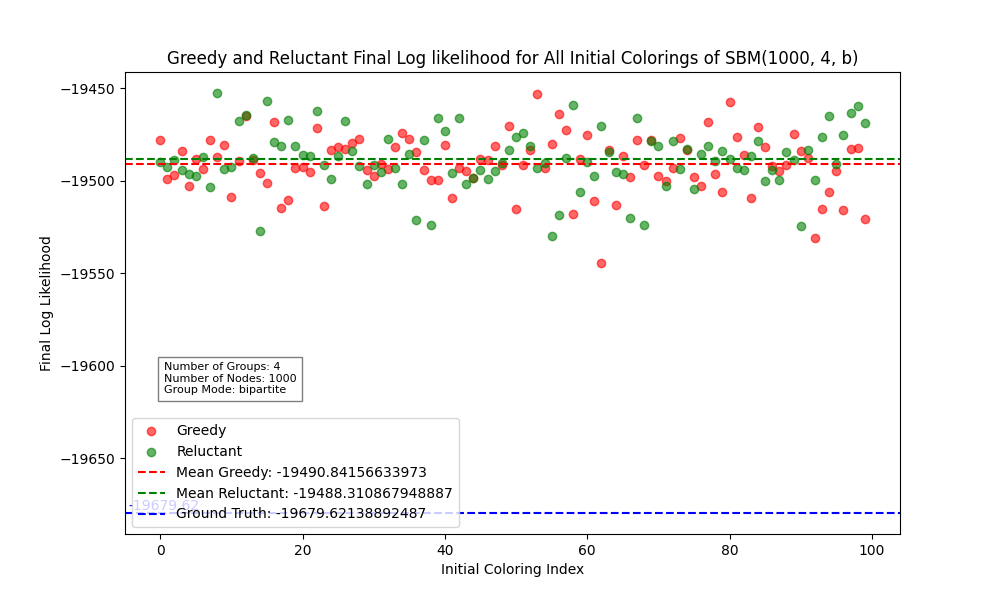 Greedy and Reluctant Final Log likelihood for All Initial Colorings of SBM(1000, 4, b)
Final Log Likelihood
−19450
−19500
−19550
−19600
−19650
Number of Groups: 4
Number of Nodes: 1000
Group Mode: bipartite
Greedy
Reluctant
Mean Greedy: -19490.84156633973
Mean Reluctant: -19488.310867948887
-19679.62
Ground Truth: -19679.62138892487
0 20 40 60 80 100
Initial Coloring Index